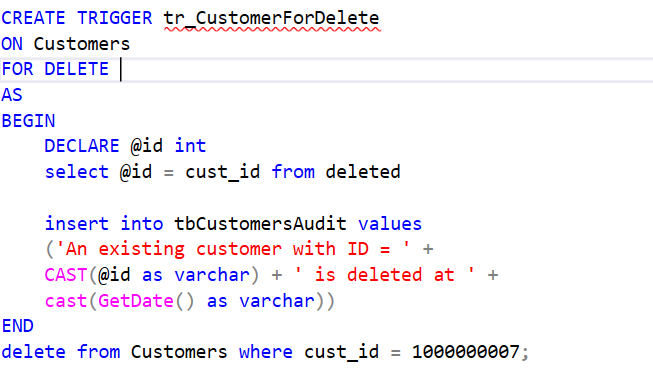 CREATE TRIGGER tr_CustomerForDelete
ON Customers
FOR DELETE
AS
BEGIN
    DECLARE @id int
    select @id = cust_id from deleted

    insert into tbCustomersAudit values
    ('An existing customer with ID = ' +
    CAST(@id as varchar) + ' is deleted at ' +
    cast(GetDate() as varchar))
END
delete from Customers where cust_id = 1000000007;